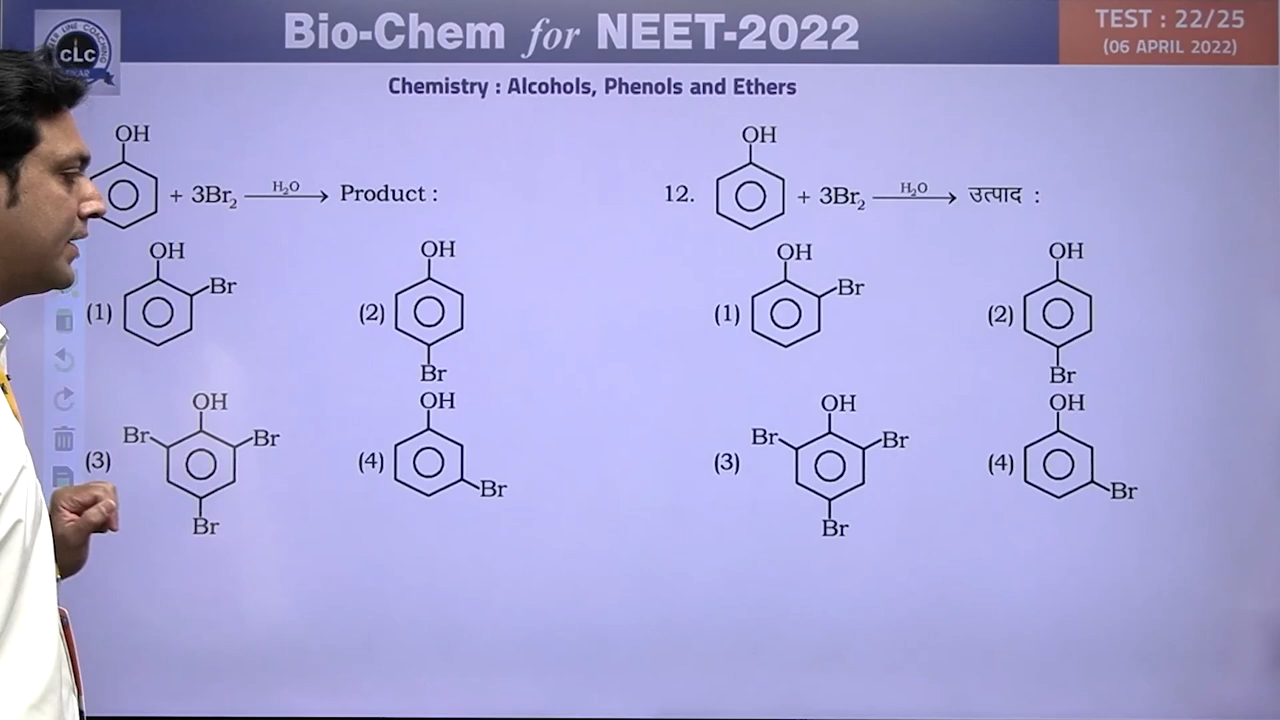 Bio-Chem for NEET-2022
TEST : 22/25
(06 APRIL 2022)
CLC
Chemistry : Alcohols, Phenols and Ethers
OH
+ 3Br₂ H₂O Product :
(1) OH Br
(2) OH Br
(3) OH Br Br Br
(4) OH Br
12. OH + 3Br₂ H₂O उत्पाद :
(1) OH Br
(2) OH Br
(3) OH Br Br Br
(4) OH Br